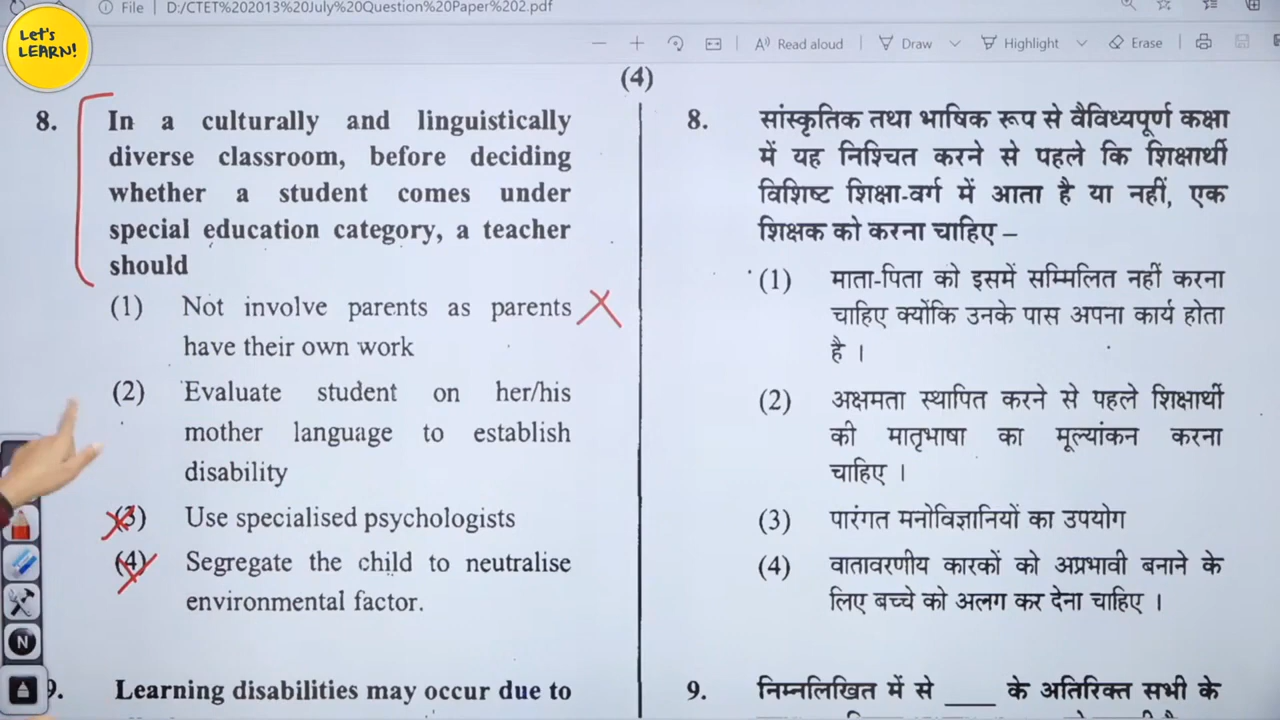 Let's
LEARN!
File | D:/CTET%202013%20July%20Question%20Paper%202.pdf
Read aloud | Draw Highlight Erase
(4)
8. In a culturally and linguistically
diverse classroom, before deciding
whether a student comes under
special education category, a teacher
should
(1) Not involve parents as parents
have their own work
(2) Evaluate student on her/his
mother language to establish
disability
(3) Use specialised psychologists
(4) Segregate the child to neutralise
environmental factor.
9. Learning disabilities may occur due to
8. सांस्कृतिक तथा भाषिक रूप से वैविध्यपूर्ण कक्षा
में यह निश्चित करने से पहले कि शिक्षार्थी
विशिष्ट शिक्षा-वर्ग में आता है या नहीं, एक
शिक्षक को करना चाहिए –
(1) माता-पिता को इसमें सम्मिलित नहीं करना
चाहिए क्योंकि उनके पास अपना कार्य होता
है ।
(2) अक्षमता स्थापित करने से पहले शिक्षार्थी
की मातृभाषा का मूल्यांकन करना
चाहिए ।
(3) पारंगत मनोविज्ञानियों का उपयोग
(4) वातावरणीय कारकों को अप्रभावी बनाने के
लिए बच्चे को अलग कर देना चाहिए ।
9. निम्नलिखित में से ____ के अतिरिक्त सभी के
N